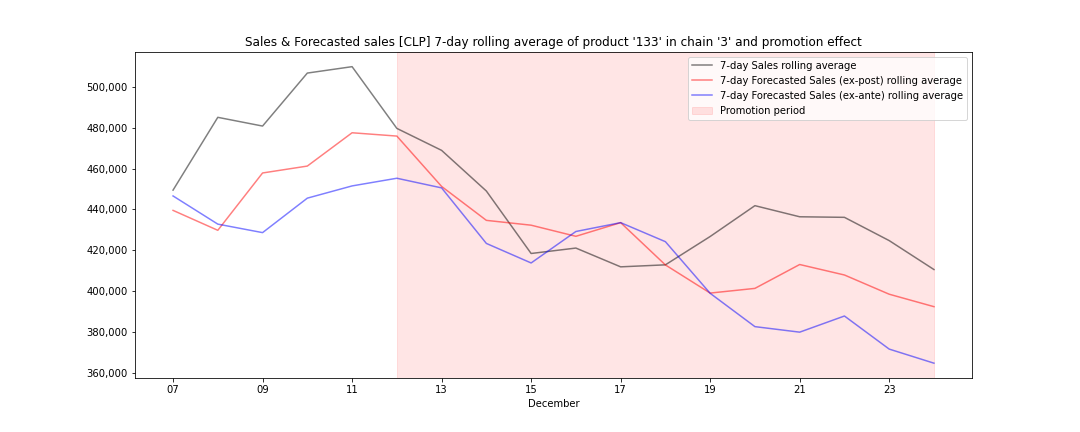 Sales & Forecasted sales [CLP] 7-day rolling average of product '133' in chain '3' and promotion effect
7-day Sales rolling average
7-day Forecasted Sales (ex-post) rolling average
7-day Forecasted Sales (ex-ante) rolling average
Promotion period
500,000
480,000
460,000
440,000
420,000
400,000
380,000
360,000
07 09 11 13 15 17 19 21 23
December